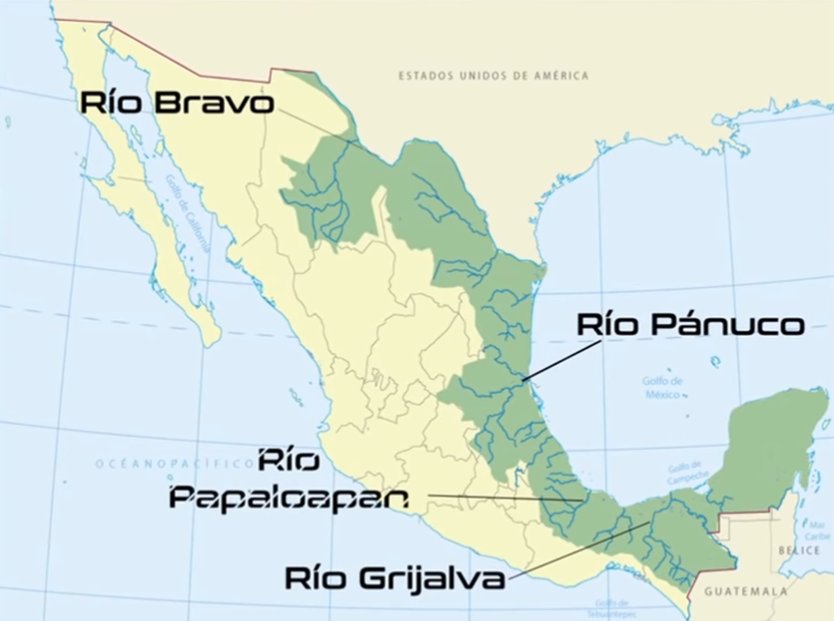 ESTADOS UNIDOS DE AMÉRICA
Río Bravo
Golfo de California
Río Pánuco
Golfo de
México
OCÉANO PACÍFICO
Río
Papaloapan
Golfo de
Campeche
Mar
Caribe
BELICE
Río Grijalva
GUATEMALA
Golfo de
Tehuantepec